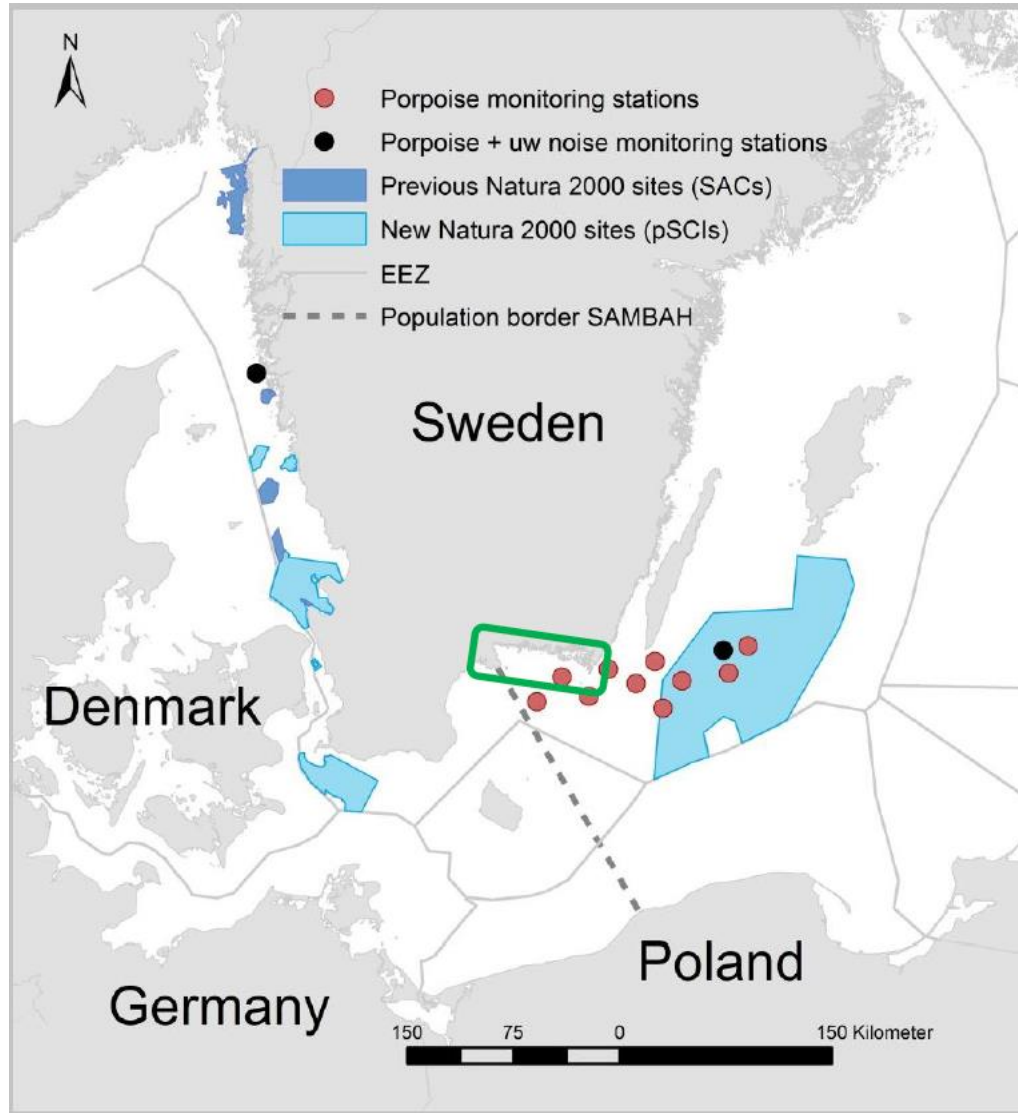 N
Porpoise monitoring stations
Porpoise + uw noise monitoring stations
Previous Natura 2000 sites (SACs)
New Natura 2000 sites (pSCIs)
EEZ
Population border SAMBAH
Sweden
Denmark
Poland
Germany
150 75 0 150 Kilometer